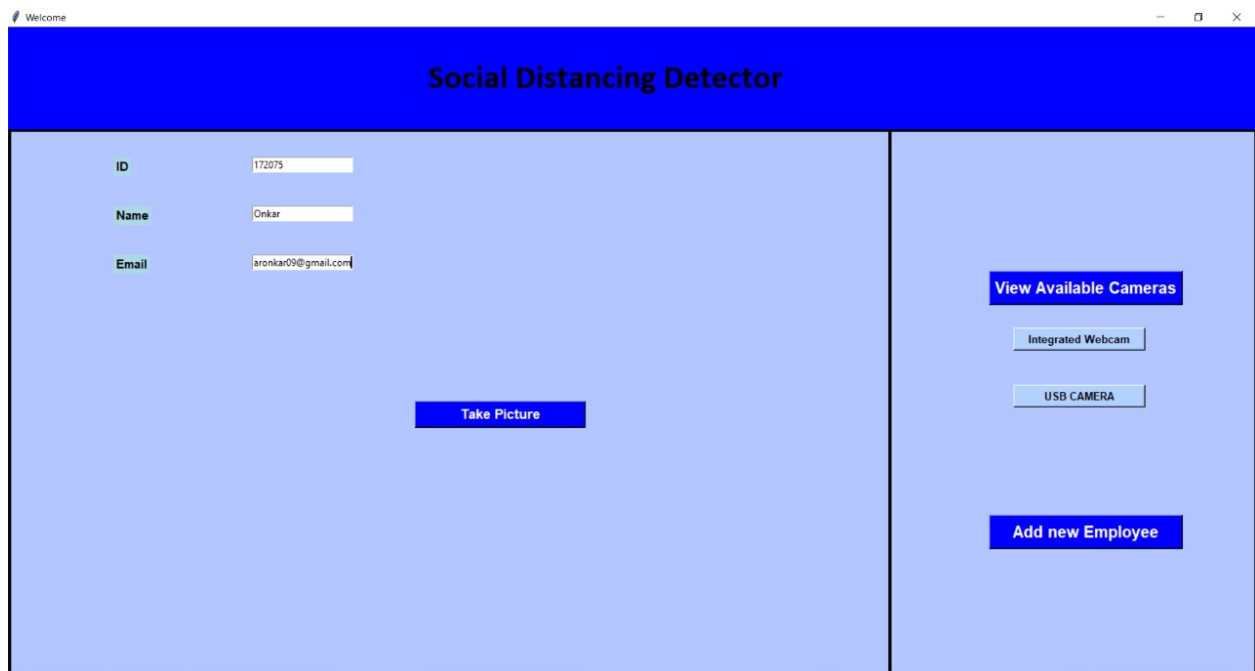 Welcome
Social Distancing Detector
ID 172075
Name Onkar
Email aronkar09@gmail.com
View Available Cameras
Integrated Webcam
USB CAMERA
Take Picture
Add new Employee